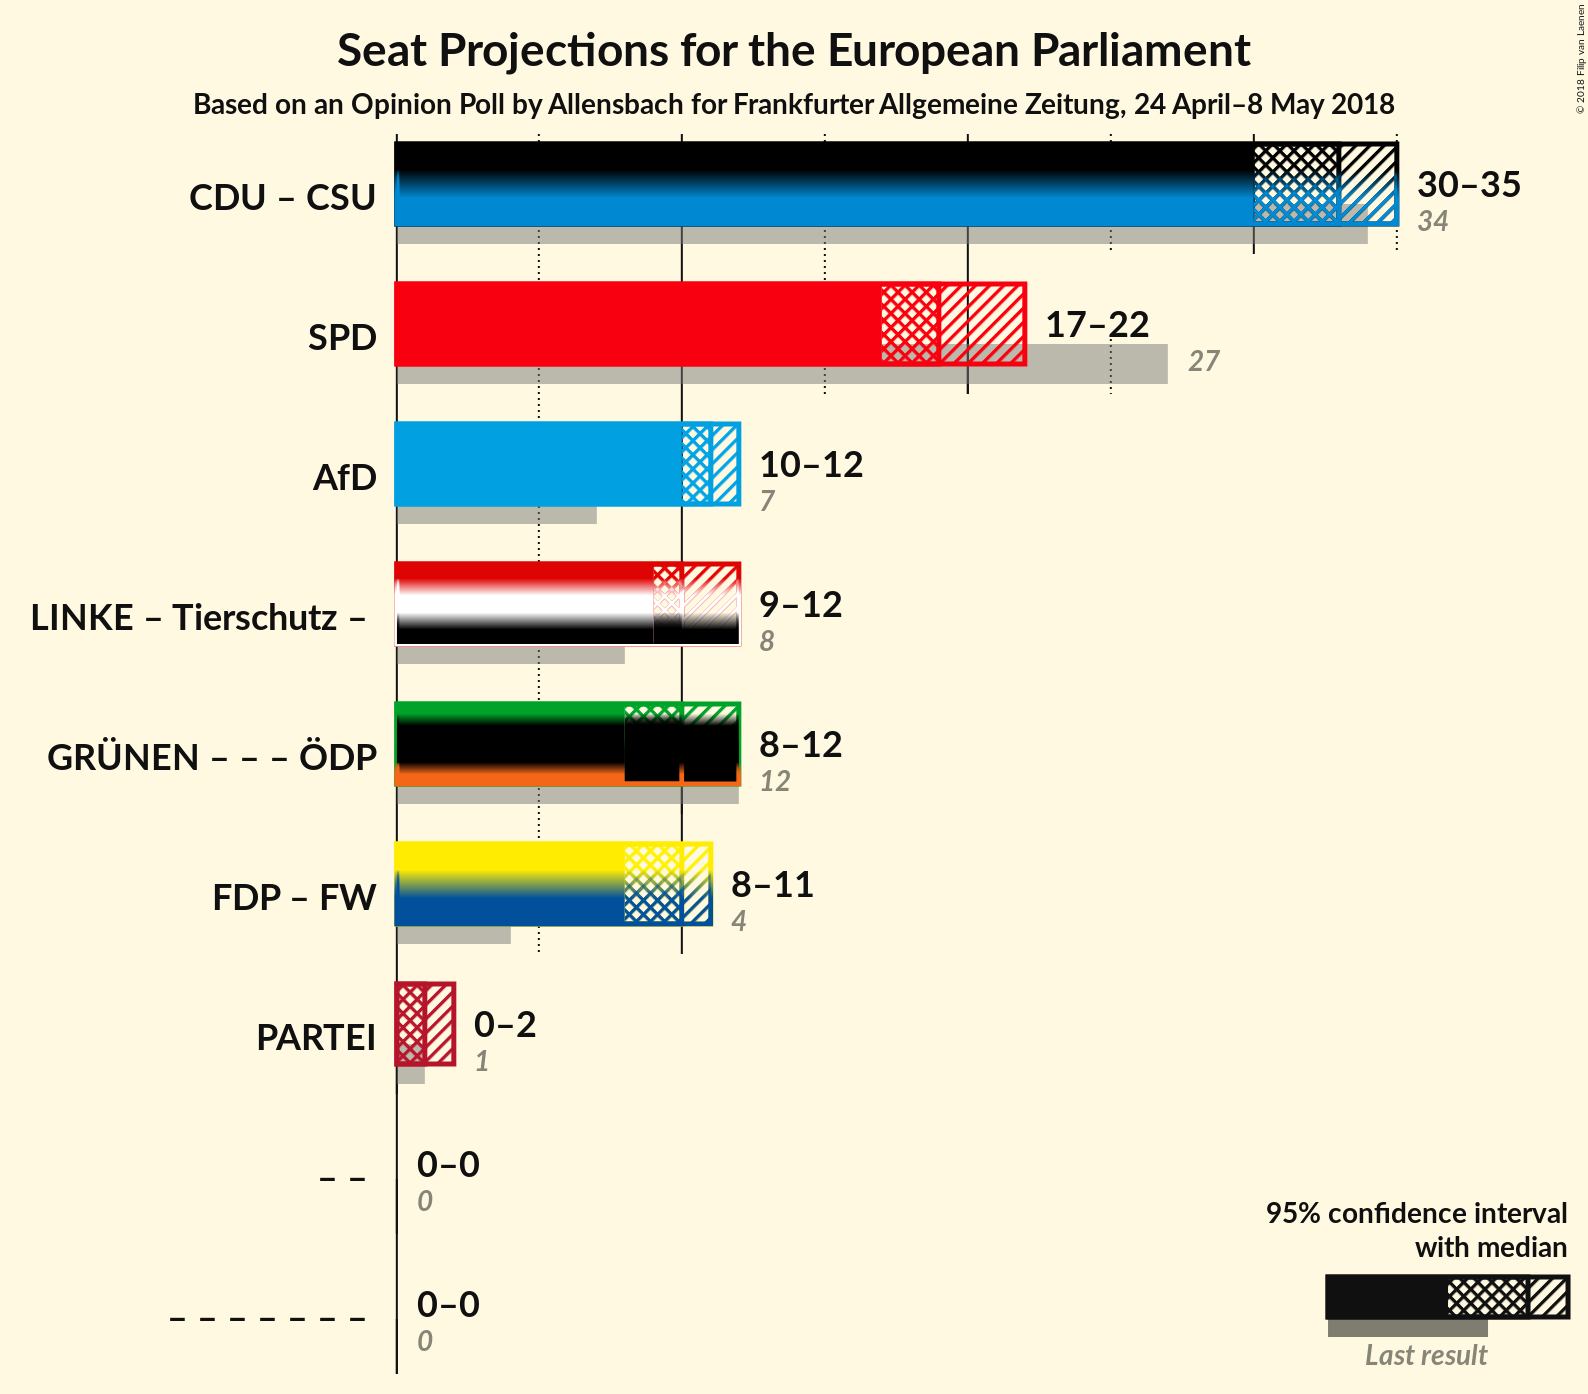 Seat Projections for the European Parliament
Based on an Opinion Poll by Allensbach for Frankfurter Allgemeine Zeitung, 24 April–8 May 2018
© 2018 Filip van Laenen
CDU – CSU
30–35
34
SPD
17–22
27
AfD
10–12
7
LINKE – Tierschutz –
9–12
8
GRÜNEN – – – ÖDP
8–12
12
FDP – FW
8–11
4
PARTEI
0–2
1
– –
0–0
0
– – – – – – –
0–0
0
95% confidence interval
with median
Last result